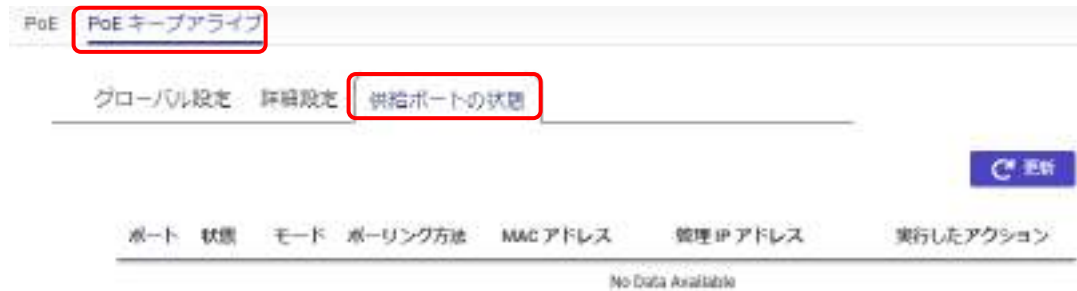 PoE PoE キープアライブ
グローバル設定 詳細設定 供給ポートの状態
更新
ポート 状態 モード ポーリング方法 MAC アドレス 管理 IP アドレス 実行したアクション
No Data Available